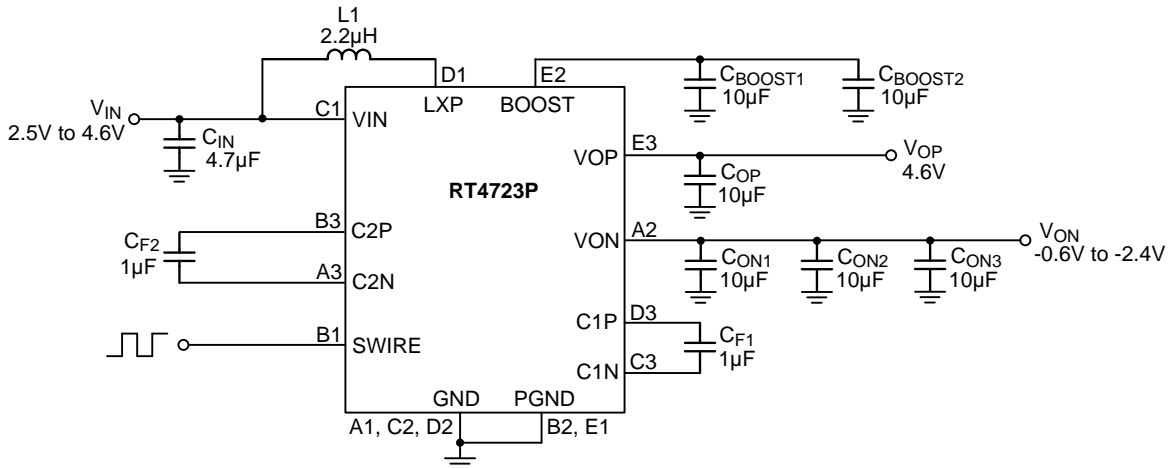 L1
2.2µH
D1
E2
LXP
BOOST
CBOOST1
10µF
CBOOST2
10µF
VIN
2.5V to 4.6V
C1
VIN
CIN
4.7µF
E3
VOP
VOP
4.6V
COP
10µF
RT4723P
B3
C2P
CF2
1µF
A3
C2N
A2
VON
VON
-0.6V to -2.4V
CON1
10µF
CON2
10µF
CON3
10µF
D3
C1P
CF1
1µF
C3
C1N
B1
SWIRE
GND
PGND
A1, C2, D2
B2, E1